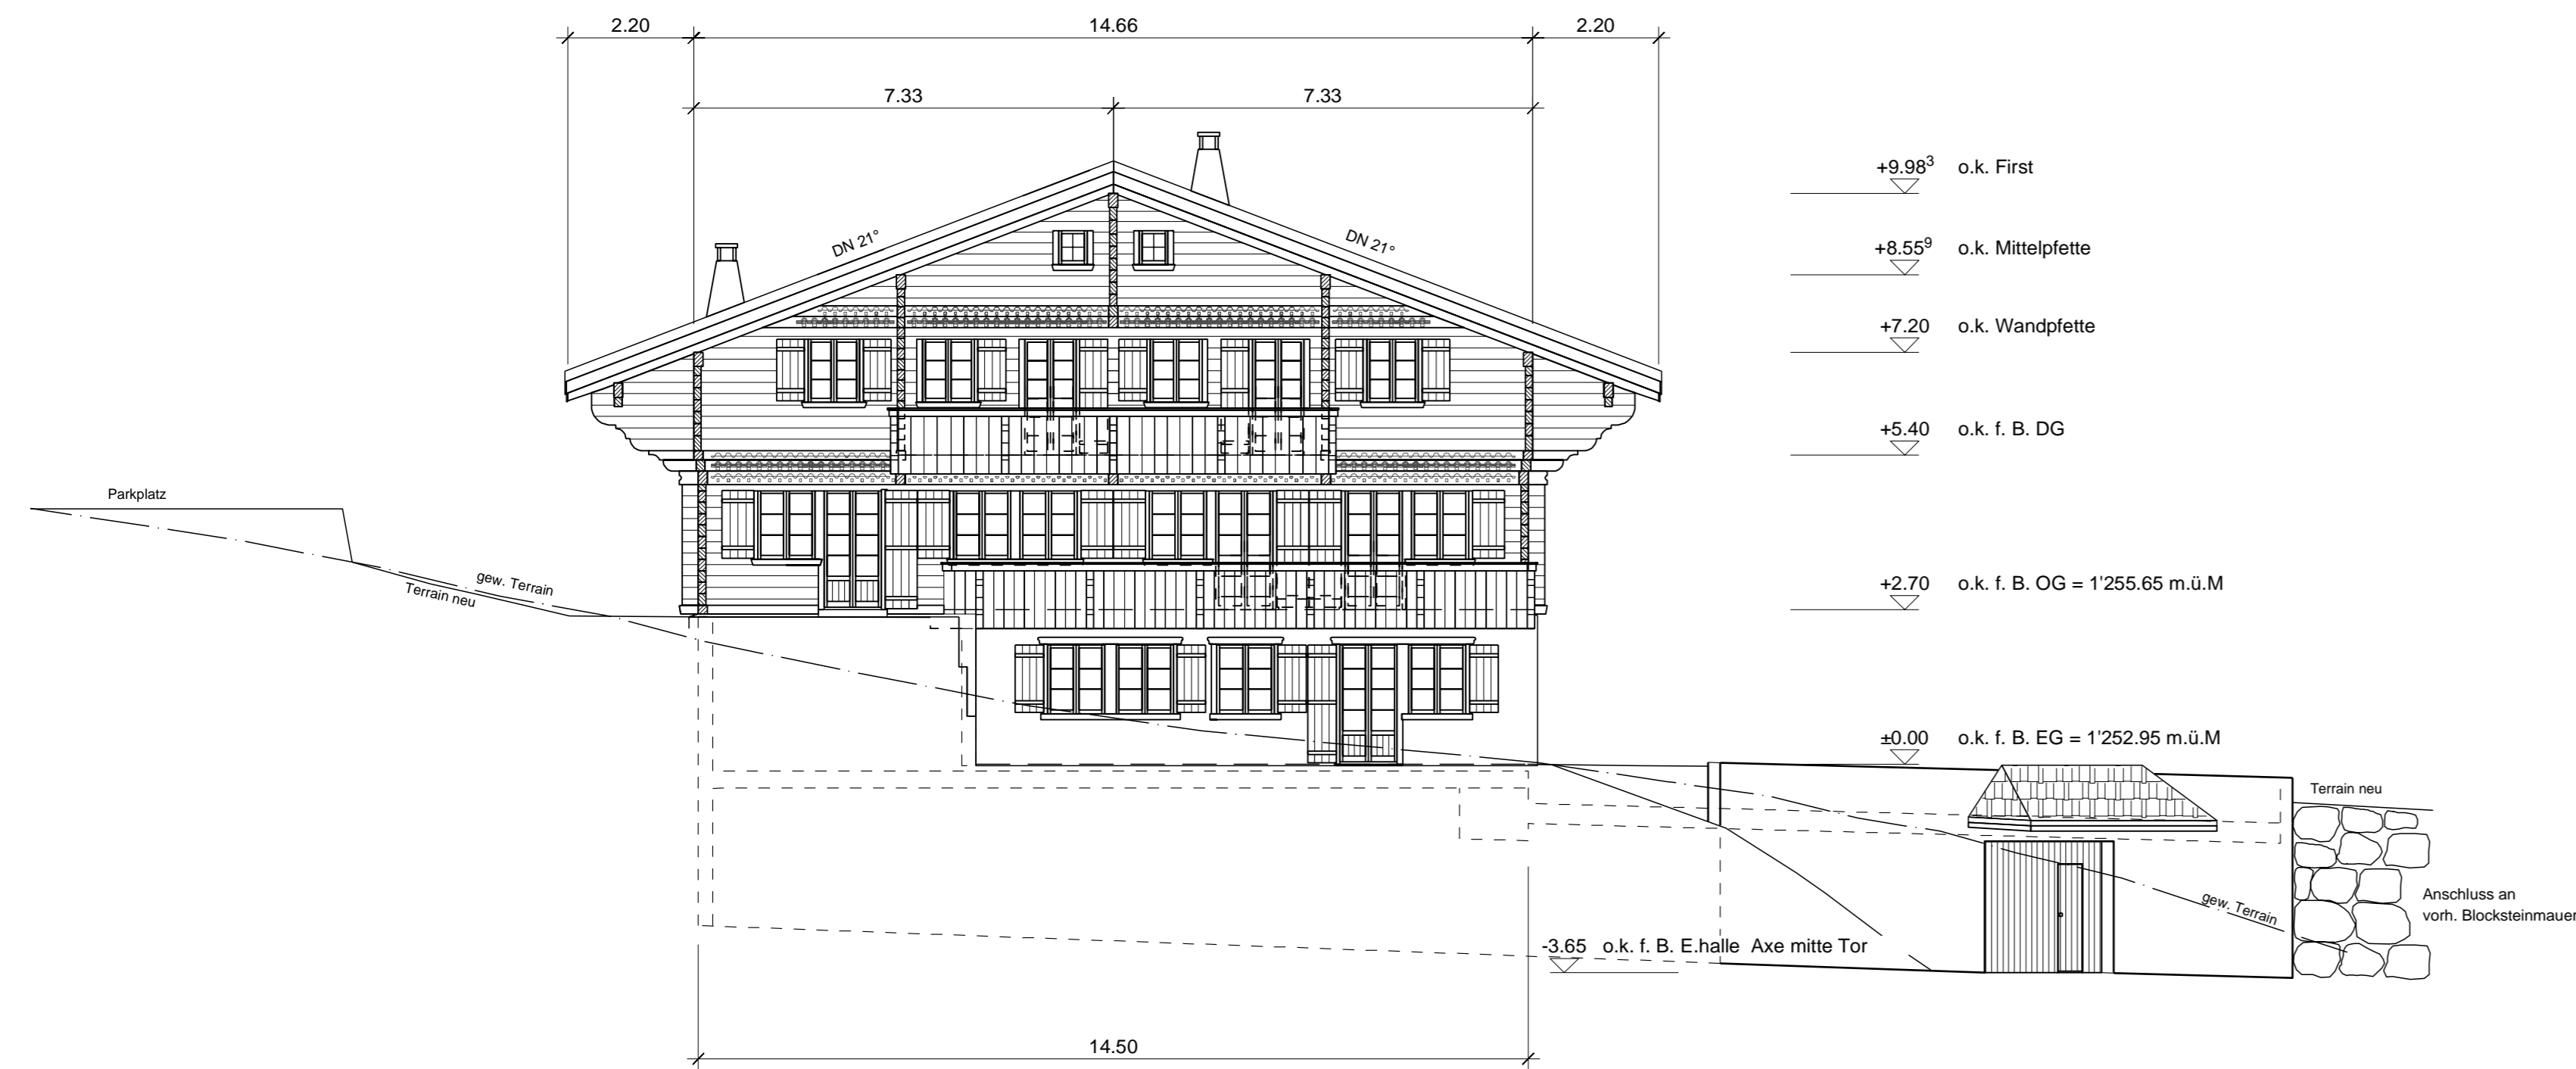 2.20 14.66 2.20
7.33 7.33
DN 21° DN 21°
+9.98³ o.k. First
+8.55⁹ o.k. Mittelpfette
+7.20 o.k. Wandpfette
+5.40 o.k. f. B. DG
Parkplatz
gew. Terrain
Terrain neu
+2.70 o.k. f. B. OG = 1'255.65 m.ü.M
±0.00 o.k. f. B. EG = 1'252.95 m.ü.M
Terrain neu
gew. Terrain
Anschluss an
vorh. Blocksteinmauer
-3.65 o.k. f. B. E.halle Axe mitte Tor
14.50